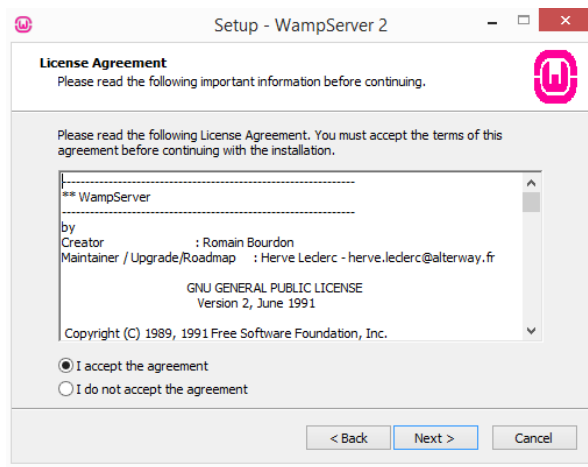 Setup - WampServer 2
License Agreement
Please read the following important information before continuing.
Please read the following License Agreement. You must accept the terms of this
agreement before continuing with the installation.
------------------------------------------------------------
** WampServer
------------------------------------------------------------
by
Creator : Romain Bourdon
Maintainer / Upgrade/Roadmap : Herve Leclerc - herve.leclerc@alterway.fr
GNU GENERAL PUBLIC LICENSE
Version 2, June 1991
Copyright (C) 1989, 1991 Free Software Foundation, Inc.
I accept the agreement
I do not accept the agreement
< Back Next > Cancel